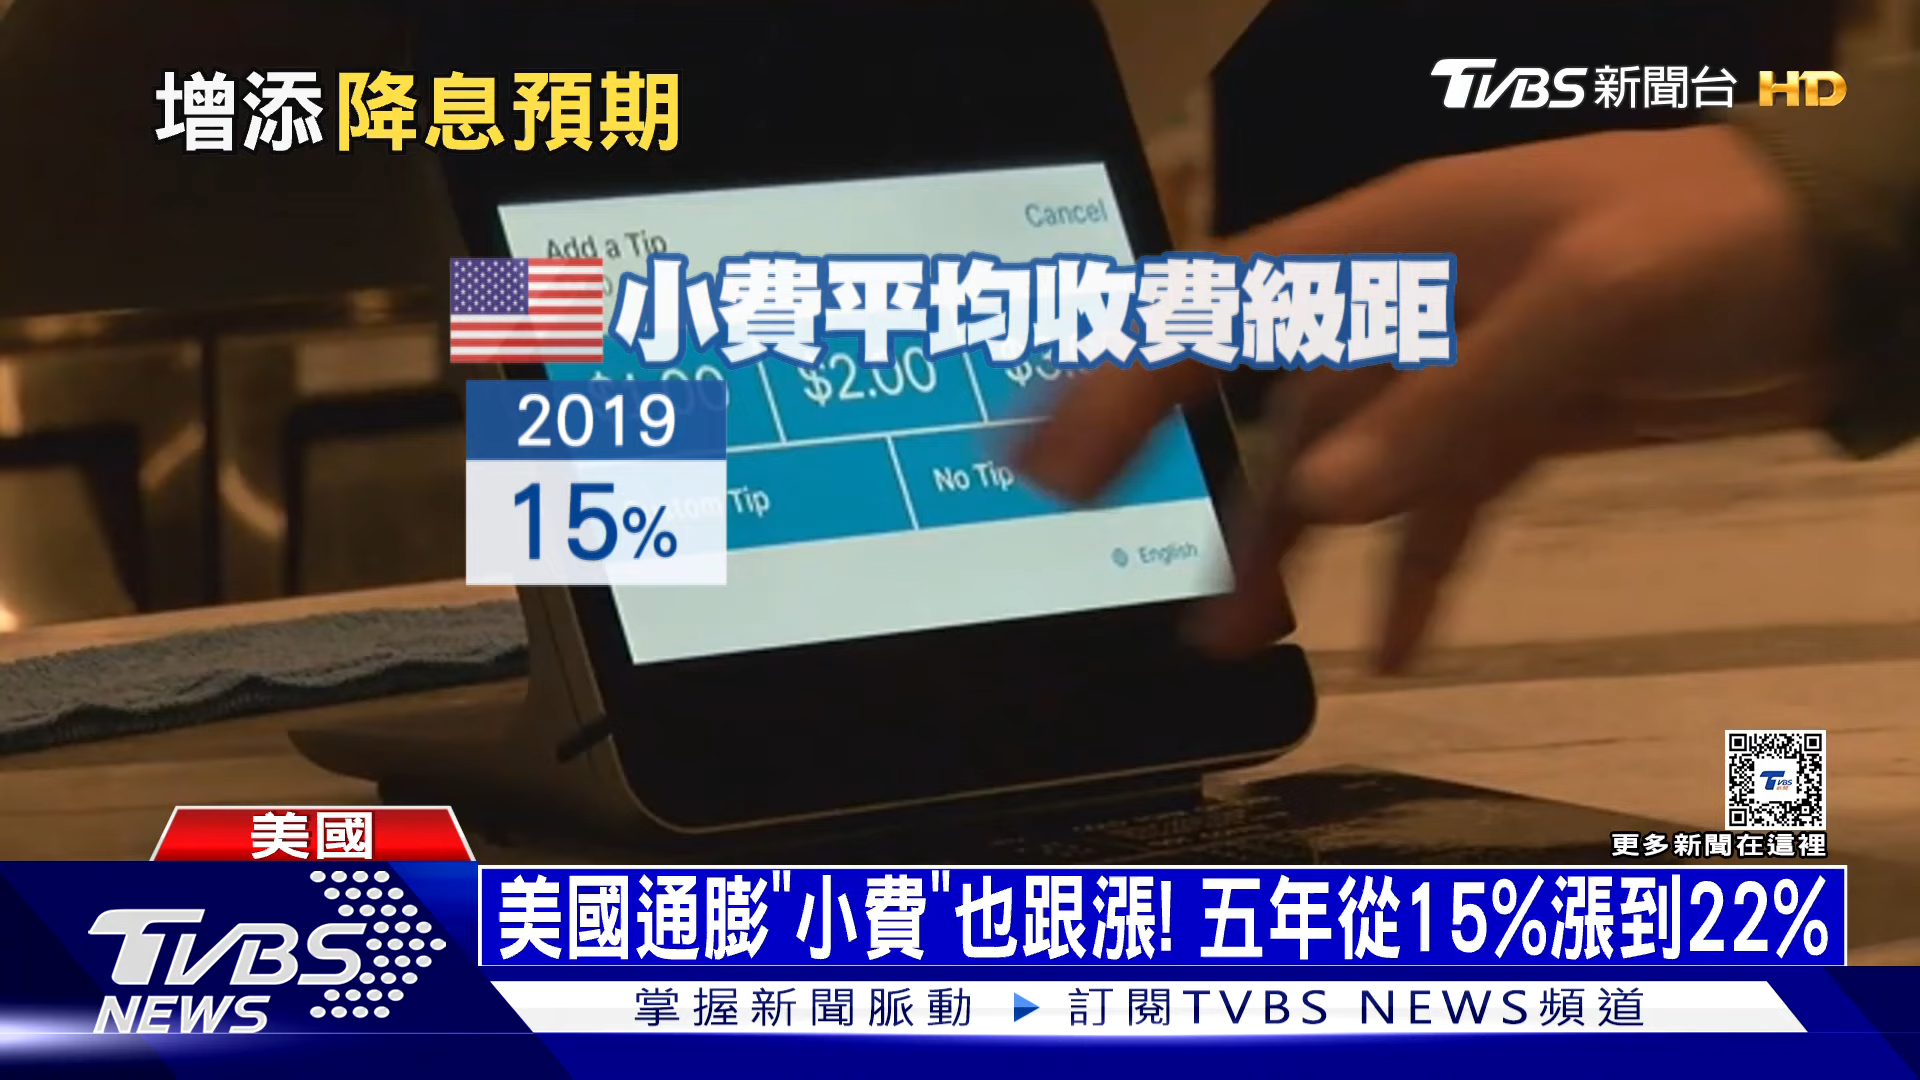 增添降息預期
TVBS新聞台 HD
Add a Tip
Cancel
小費平均收費級距
2019
15%
$2.00
Tip
No Tip
English
更多新聞在這裡
美國
美國通膨"小費"也跟漲! 五年從15%漲到22%
TVBS NEWS
掌握新聞脈動 ▶ 訂閱TVBS NEWS頻道